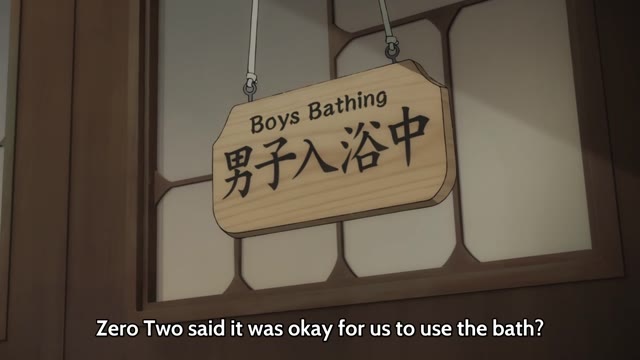 Boys Bathing
男子入浴中
Zero Two said it was okay for us to use the bath?